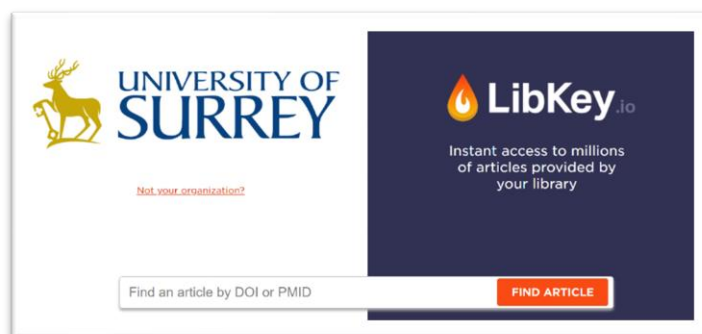 UNIVERSITY OF
SURREY
Not your organization?
LibKey.io
Instant access to millions
of articles provided by
your library
Find an article by DOI or PMID
FIND ARTICLE